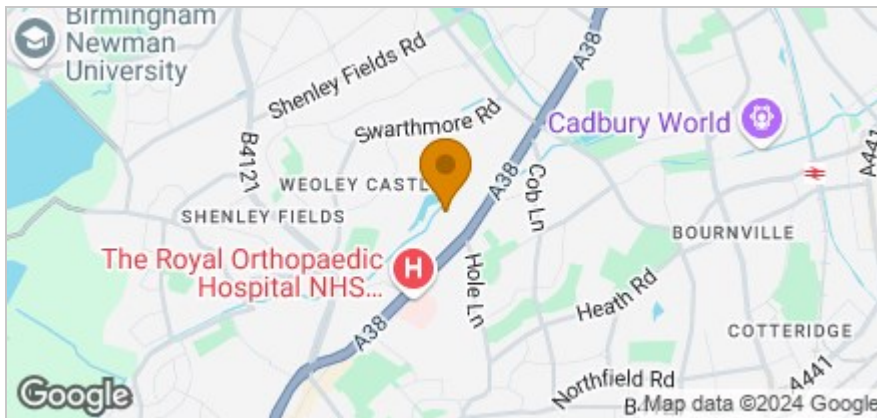 Birmingham
Newman
University
Shenley Fields Rd
A38
Swarthmore Rd
Cadbury World
B4121
A441
WEOLEY CASTL
A38
Cob Ln
SHENLEY FIELDS
BOURNVILLE
The Royal Orthopaedic
Hospital NHS...
H
Hole Ln
Heath Rd
A38
COTTERIDGE
A441
Northfield Rd
Google
Map data ©2024 Google